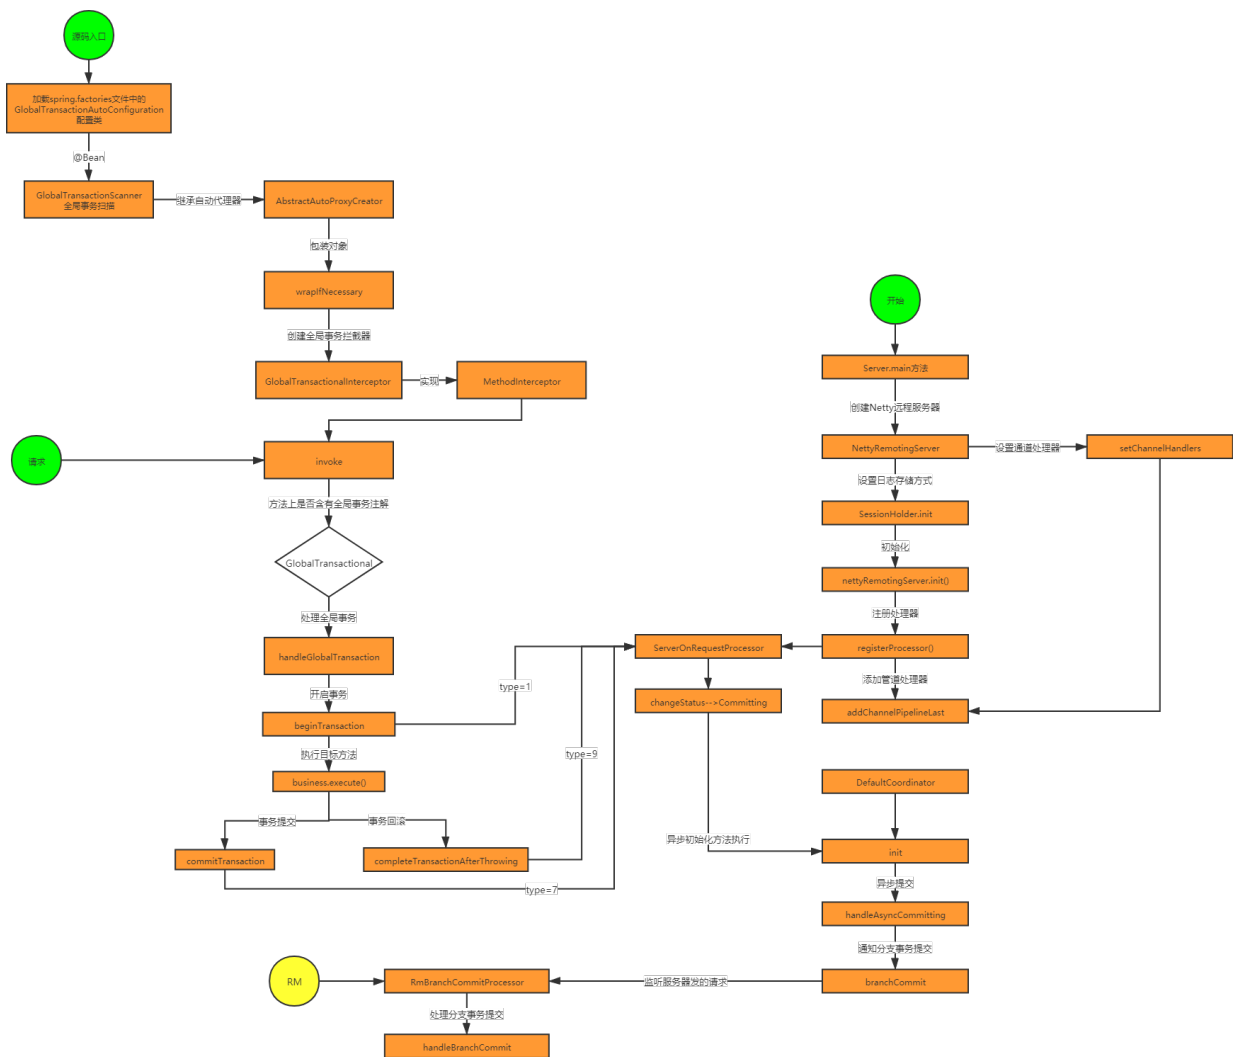 源码入口
加载spring.factories文件中的
GlobalTransactionAutoConfiguration
配置类
@Bean
GlobalTransactionScanner
全局事务扫描
继承自动代理器
AbstractAutoProxyCreator
包装对象
wrapIfNecessary
创建全局事务拦截器
GlobalTransactionalInterceptor
实现
MethodInterceptor
请求
invoke
方法上是否含有全局事务注解
GlobalTransactional
处理全局事务
handleGlobalTransaction
开启事务
beginTransaction
执行目标方法
business.execute()
事务提交
事务回滚
commitTransaction
completeTransactionAfterThrowing
type=1
type=9
type=7
开始
Server.main方法
创建Netty远程服务器
NettyRemotingServer
设置通道处理器
setChannelHandlers
设置日志存储方式
SessionHolder.init
初始化
nettyRemotingServer.init()
注册处理器
registerProcessor()
ServerOnRequestProcessor
changeStatus-->Committing
添加管道处理器
addChannelPipelineLast
DefaultCoordinator
异步初始化方法执行
init
异步提交
handleAsyncCommitting
通知分支事务提交
branchCommit
监听服务器发的请求
RM
RmBranchCommitProcessor
处理分支事务提交
handleBranchCommit